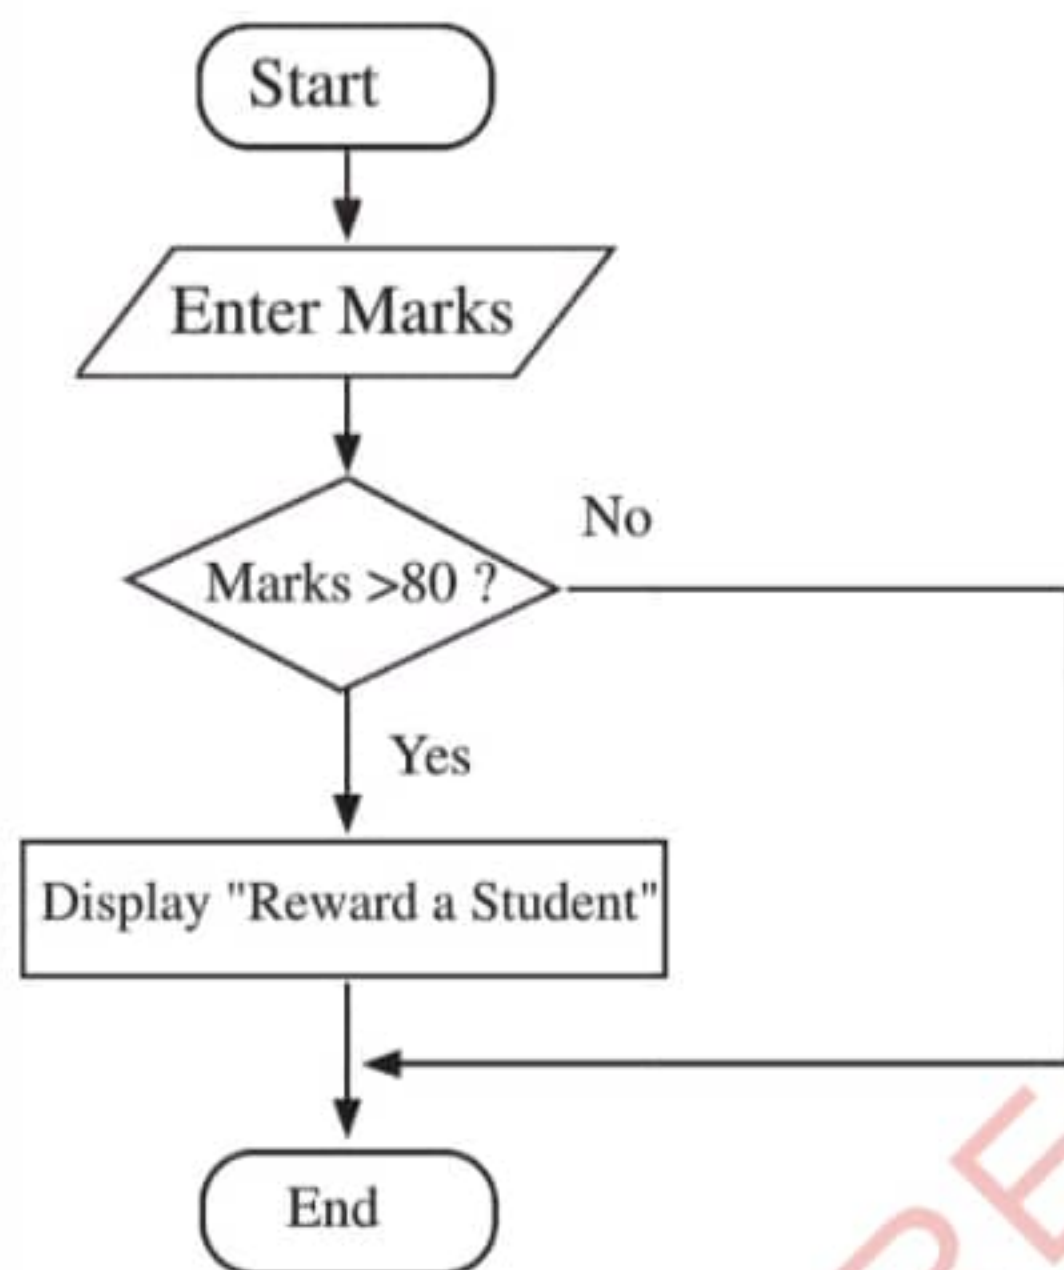 Start
Enter Marks
No
Marks >80 ?
Yes
Display "Reward a Student"
End